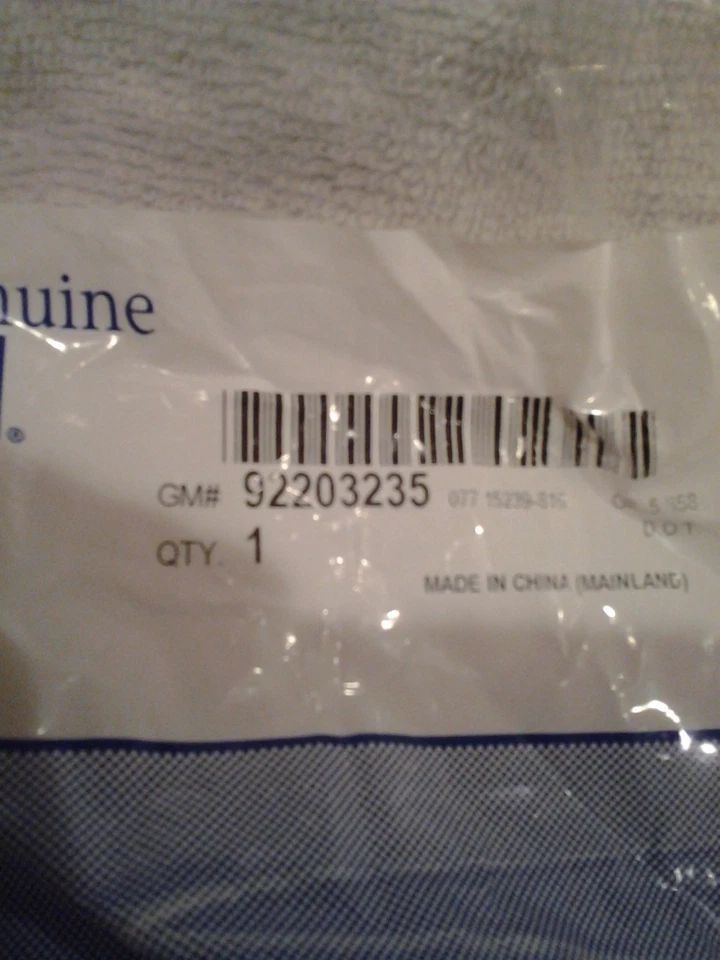 nuine
®
GM# 92203235
QTY. 1
MADE IN CHINA (MAINLAND)